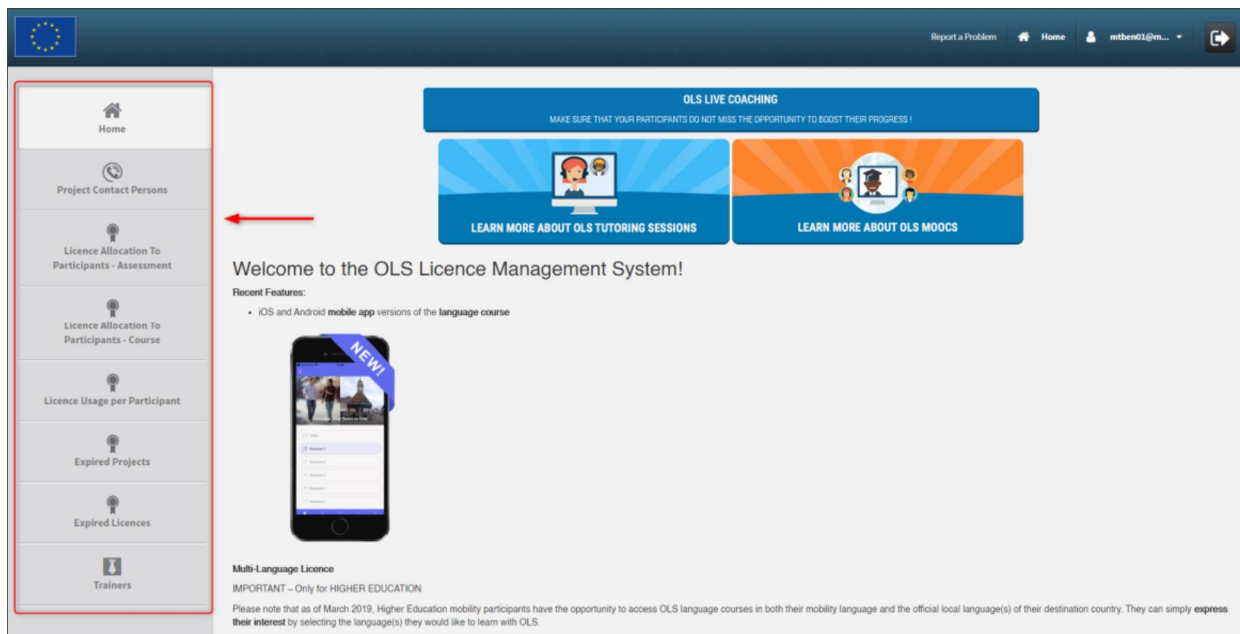 Report a Problem
Home
mtben01@m...
Home
Project Contact Persons
Licence Allocation To
Participants - Assessment
Licence Allocation To
Participants - Course
Licence Usage per Participant
Expired Projects
Expired Licences
Trainers
OLS LIVE COACHING
MAKE SURE THAT YOUR PARTICIPANTS DO NOT MISS THE OPPORTUNITY TO BOOST THEIR PROGRESS !
LEARN MORE ABOUT OLS TUTORING SESSIONS
LEARN MORE ABOUT OLS MOOCS
Welcome to the OLS Licence Management System!
Recent Features:
• iOS and Android mobile app versions of the language course
NEW!
Multi-Language Licence
IMPORTANT – Only for HIGHER EDUCATION
Please note that as of March 2019, Higher Education mobility participants have the opportunity to access OLS language courses in both their mobility language and the official local language(s) of their destination country. They can simply express
their interest by selecting the language(s) they would like to learn with OLS.